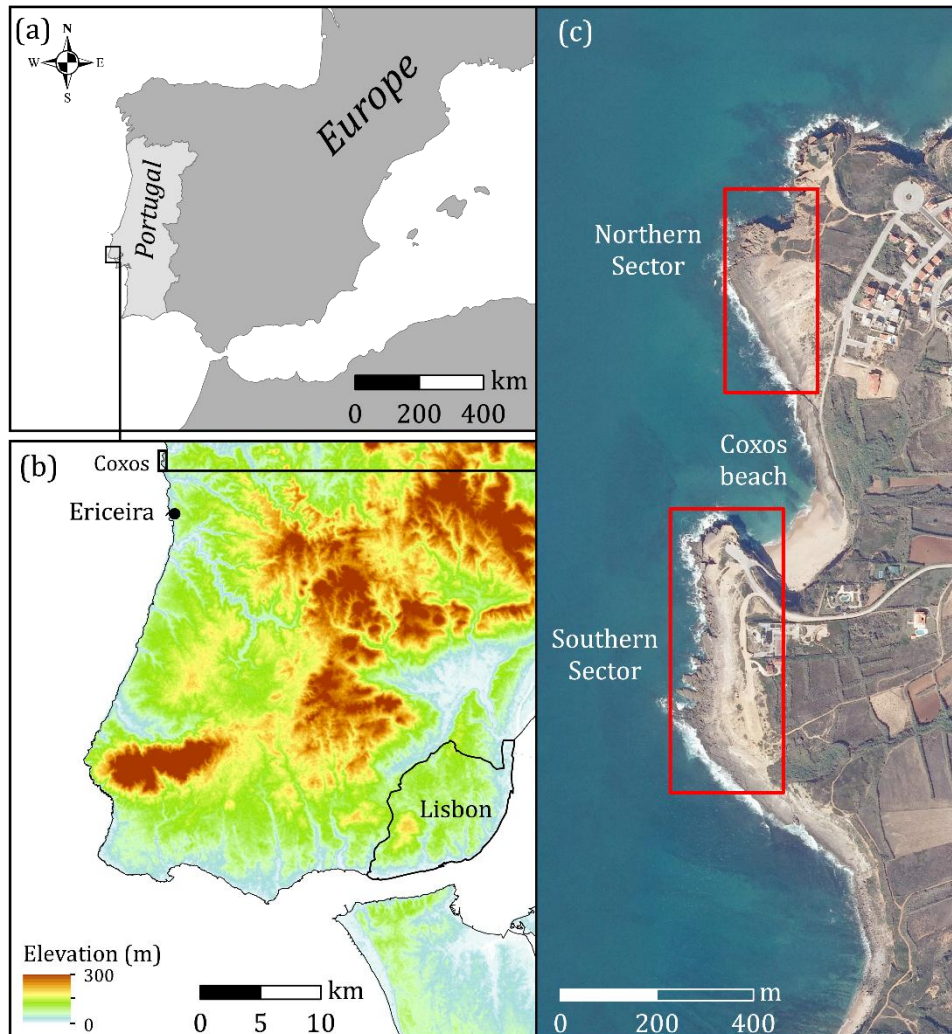 (a)
N
W
E
S
Europe
Portugal
km
0 200 400
(b)
Coxos
Ericeira
Lisbon
Elevation (m)
300
0
km
0 5 10
(c)
Northern
Sector
Coxos
beach
Southern
Sector
m
0 200 400